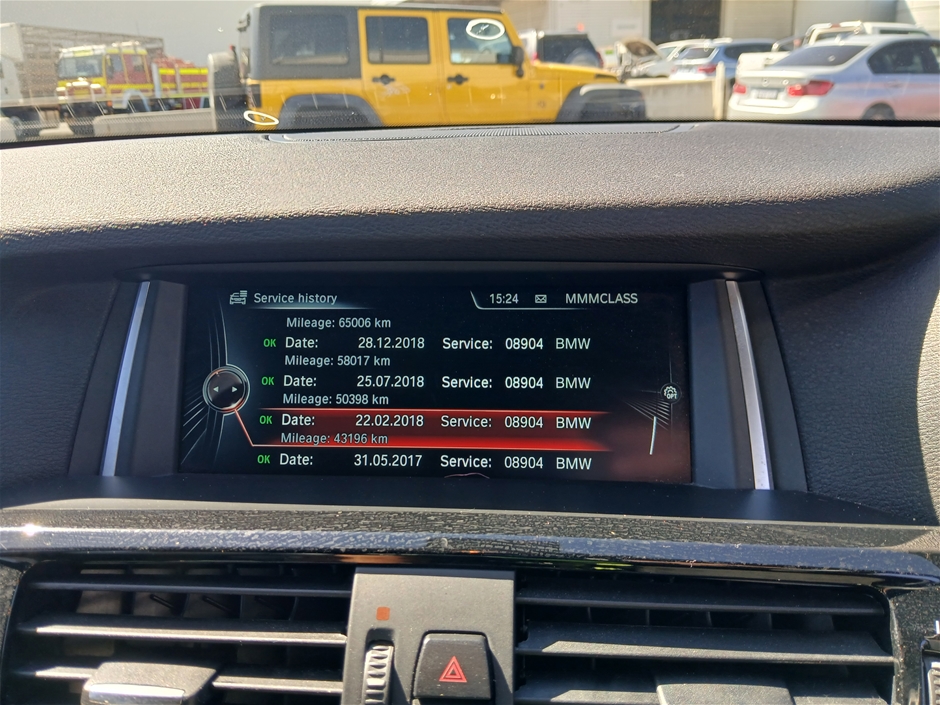 Service history 15:24 MMMCLASS
Mileage: 65006 km
OK Date: 28.12.2018 Service: 08904 BMW
Mileage: 58017 km
OK Date: 25.07.2018 Service: 08904 BMW
Mileage: 50398 km
OPT
OK Date: 22.02.2018 Service: 08904 BMW
Mileage: 43196 km
OK Date: 31.05.2017 Service: 08904 BMW